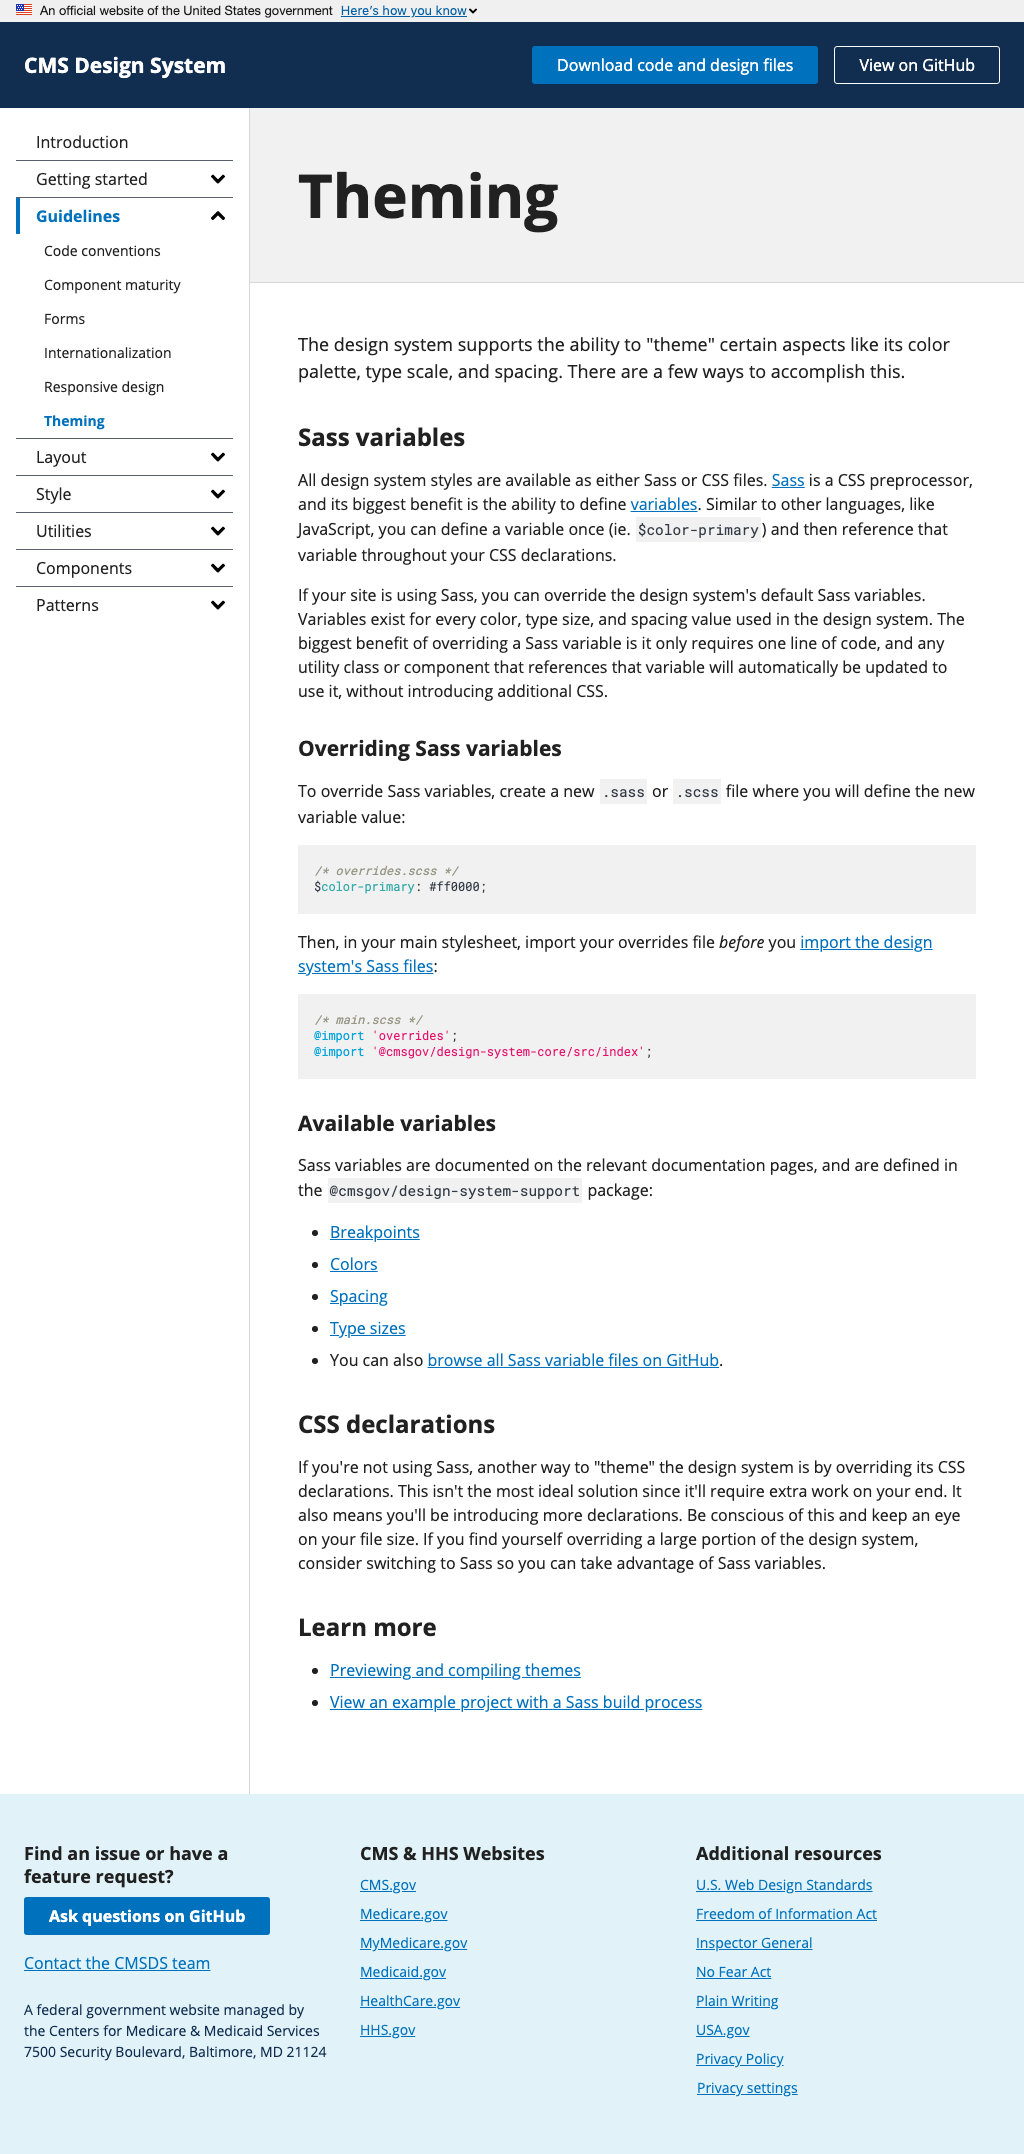 An official website of the United States government Here's how you know
CMS Design System
Download code and design files
View on GitHub
Introduction
Getting started
Guidelines
Code conventions
Component maturity
Forms
Internationalization
Responsive design
Theming
Layout
Style
Utilities
Components
Patterns
Theming
The design system supports the ability to "theme" certain aspects like its color
palette, type scale, and spacing. There are a few ways to accomplish this.
Sass variables
All design system styles are available as either Sass or CSS files. Sass is a CSS preprocessor,
and its biggest benefit is the ability to define variables. Similar to other languages, like
JavaScript, you can define a variable once (ie. $color-primary) and then reference that
variable throughout your CSS declarations.
If your site is using Sass, you can override the design system's default Sass variables.
Variables exist for every color, type size, and spacing value used in the design system. The
biggest benefit of overriding a Sass variable is it only requires one line of code, and any
utility class or component that references that variable will automatically be updated to
use it, without introducing additional CSS.
Overriding Sass variables
To override Sass variables, create a new .sass or .scss file where you will define the new
variable value:
/* overrides.scss */
$color-primary: #ff0000;
Then, in your main stylesheet, import your overrides file before you import the design
system's Sass files:
/* main.scss */
@import 'overrides';
@import '@cmsgov/design-system-core/src/index';
Available variables
Sass variables are documented on the relevant documentation pages, and are defined in
the @cmsgov/design-system-support package:
• Breakpoints
• Colors
• Spacing
• Type sizes
• You can also browse all Sass variable files on GitHub.
CSS declarations
If you're not using Sass, another way to "theme" the design system is by overriding its CSS
declarations. This isn't the most ideal solution since it'll require extra work on your end. It
also means you'll be introducing more declarations. Be conscious of this and keep an eye
on your file size. If you find yourself overriding a large portion of the design system,
consider switching to Sass so you can take advantage of Sass variables.
Learn more
• Previewing and compiling themes
• View an example project with a Sass build process
Find an issue or have a
feature request?
Ask questions on GitHub
Contact the CMSDS team
A federal government website managed by
the Centers for Medicare & Medicaid Services
7500 Security Boulevard, Baltimore, MD 21124
CMS & HHS Websites
CMS.gov
Medicare.gov
MyMedicare.gov
Medicaid.gov
HealthCare.gov
HHS.gov
Additional resources
U.S. Web Design Standards
Freedom of Information Act
Inspector General
No Fear Act
Plain Writing
USA.gov
Privacy Policy
Privacy settings